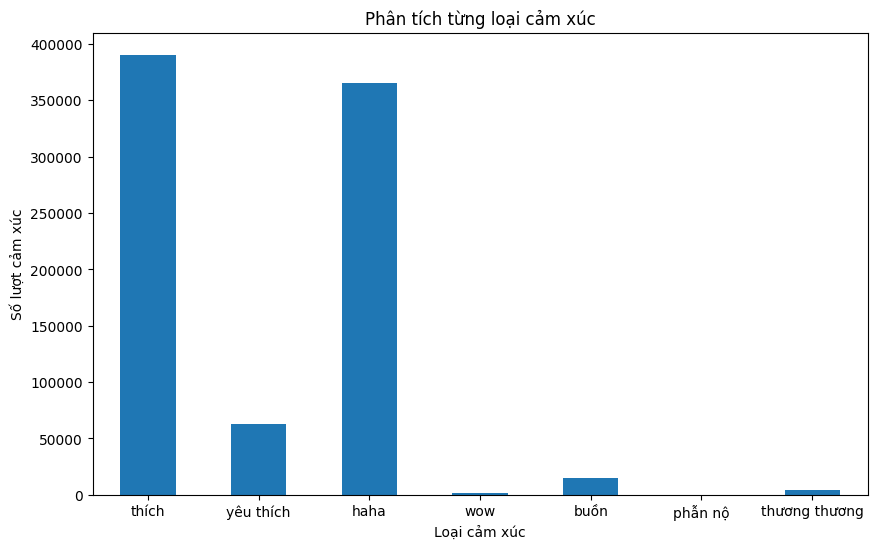 Phân tích từng loại cảm xúc
Số lượt cảm xúc
400000
350000
300000
250000
200000
150000
100000
50000
0
thích yêu thích haha wow buồn phẫn nộ thương thương
Loại cảm xúc